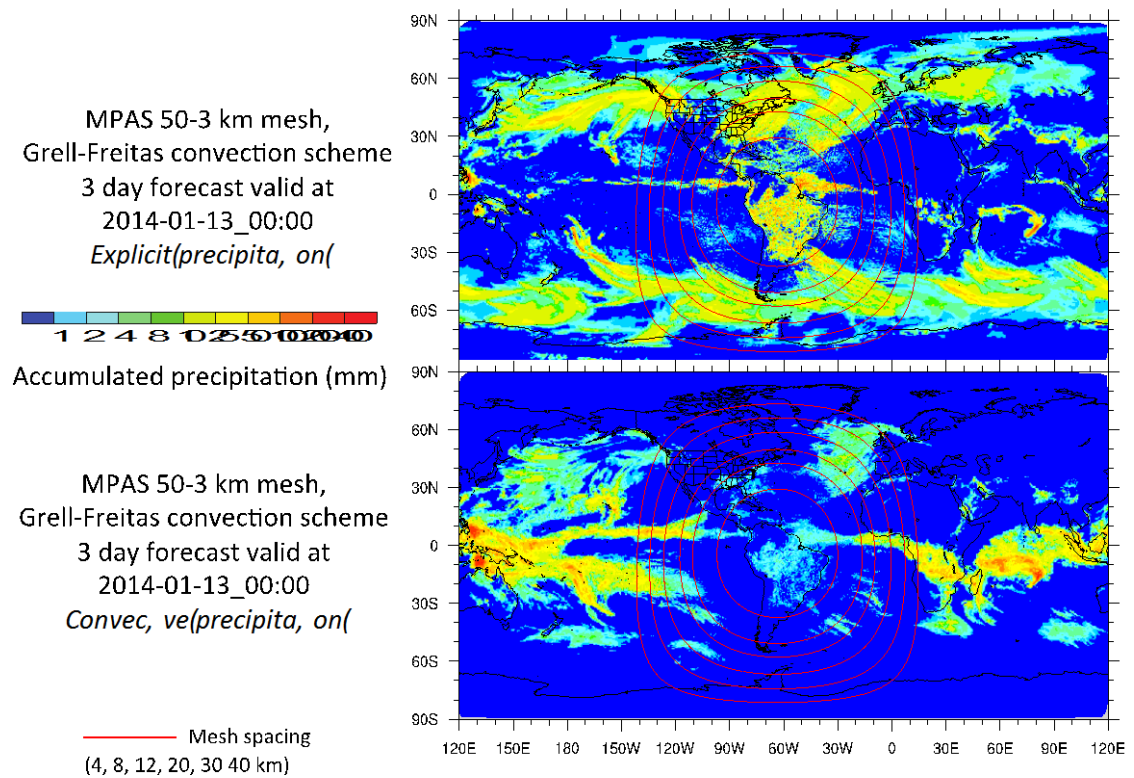 MPAS 50-3 km mesh,
Grell-Freitas convection scheme
3 day forecast valid at
2014-01-13_00:00
Explicit(precipita, on(
1 2 4 8
Accumulated precipitation (mm)
90N
60N
30N
0
30S
60S
MPAS 50-3 km mesh,
Grell-Freitas convection scheme
3 day forecast valid at
2014-01-13_00:00
Convec, ve(precipita, on(
90N
60N
30N
0
30S
60S
90S
120E 150E 180 150W 120W 90W 60W 30W 0 30E 60E 90E 120E
Mesh spacing
(4, 8, 12, 20, 30 40 km)